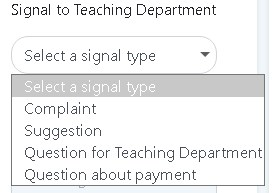 Signal to Teaching Department
Select a signal type
Select a signal type
Complaint
Suggestion
Question for Teaching Department
Question about payment